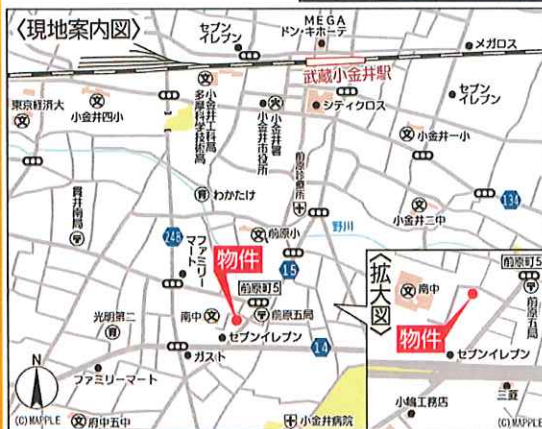 〈現地案内図〉
セブン
イレブン
MEGA
ドン・キホーテ
メガロス
武蔵小金井駅
東京経済大
小金井四小
小金井工科高
多摩科学技術高
小金井署
小金井市役所
シティクロス
セブン
イレブン
小金井一小
貫井南局
わかたけ
前原診療所
小金井二中
134
野川
248
ファミリー
マート
前原小
15
物件
前原町5
南中
前原五局
光明第二
セブンイレブン
ガスト
14
ファミリーマート
N
(C)MAPPLE
府中五中
小金井病院
〈拡大図〉
南中
前原町5
前原五局
物件
セブンイレブン
小嶋工務店
三菱
(C)MAPPLE